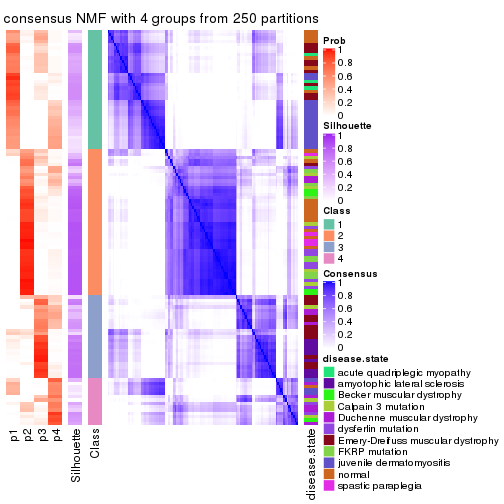 consensus NMF with 4 groups from 250 partitions
Prob
1
0.8
0.6
0.4
0.2
0
Silhouette
1
0.8
0.6
0.4
0.2
0
Class
1
2
3
4
Consensus
1
0.8
0.6
0.4
0.2
0
disease.state
acute quadriplegic myopathy
amyotophic lateral sclerosis
Becker muscular dystrophy
Calpain 3 mutation
Duchenne muscular dystrophy
dysferlin mutation
Emery-Dreifuss muscular dystrophy
FKRP mutation
juvenile dermatomyositis
normal
spastic paraplegia
p1
p2
p3
p4
Silhouette
Class
disease.state